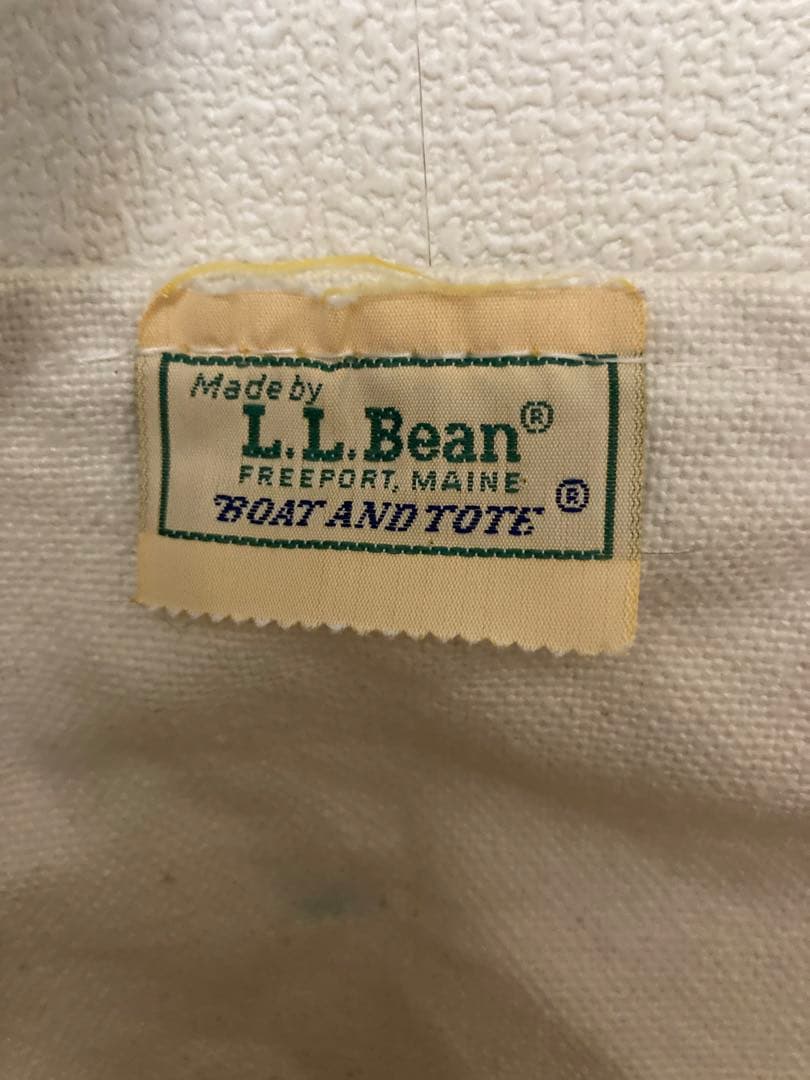 Made by
L.L.Bean®
FREEPORT, MAINE
BOAT AND TOTE ®